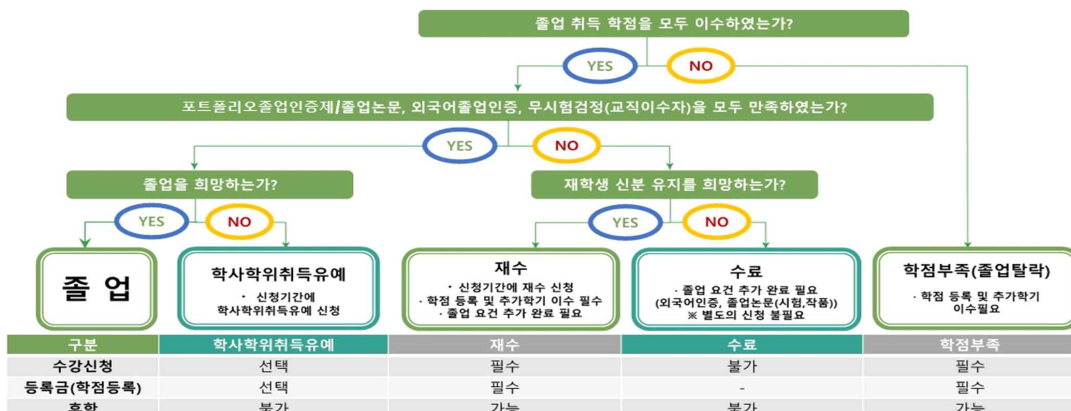 졸업 취득 학점을 모두 이수하였는가?
YES NO
포트폴리오졸업인증제/졸업논문, 외국어졸업인증, 무시험검정(교직이수자)을 모두 만족하였는가?
YES NO
졸업을 희망하는가?
재학생 신분 유지를 희망하는가?
YES NO
YES NO
졸 업
학사학위취득유예
• 신청기간에
학사학위취득유예 신청
재수
• 신청기간에 재수 신청
· 학점 등록 및 추가학기 이수 필수
· 졸업 요건 추가 완료 필요
수료
· 졸업 요건 추가 완료 필요
(외국어인증, 졸업논문(시험,작품))
※ 별도의 신청 불필요
학점부족(졸업탈락)
· 학점 등록 및 추가학기
이수필요
구분 학사학위취득유예 재수 수료 학점부족
수강신청 선택 필수 불가 필수
등록금(학점등록) 선택 필수 - 필수
휴학 불가 가능 불가 가능